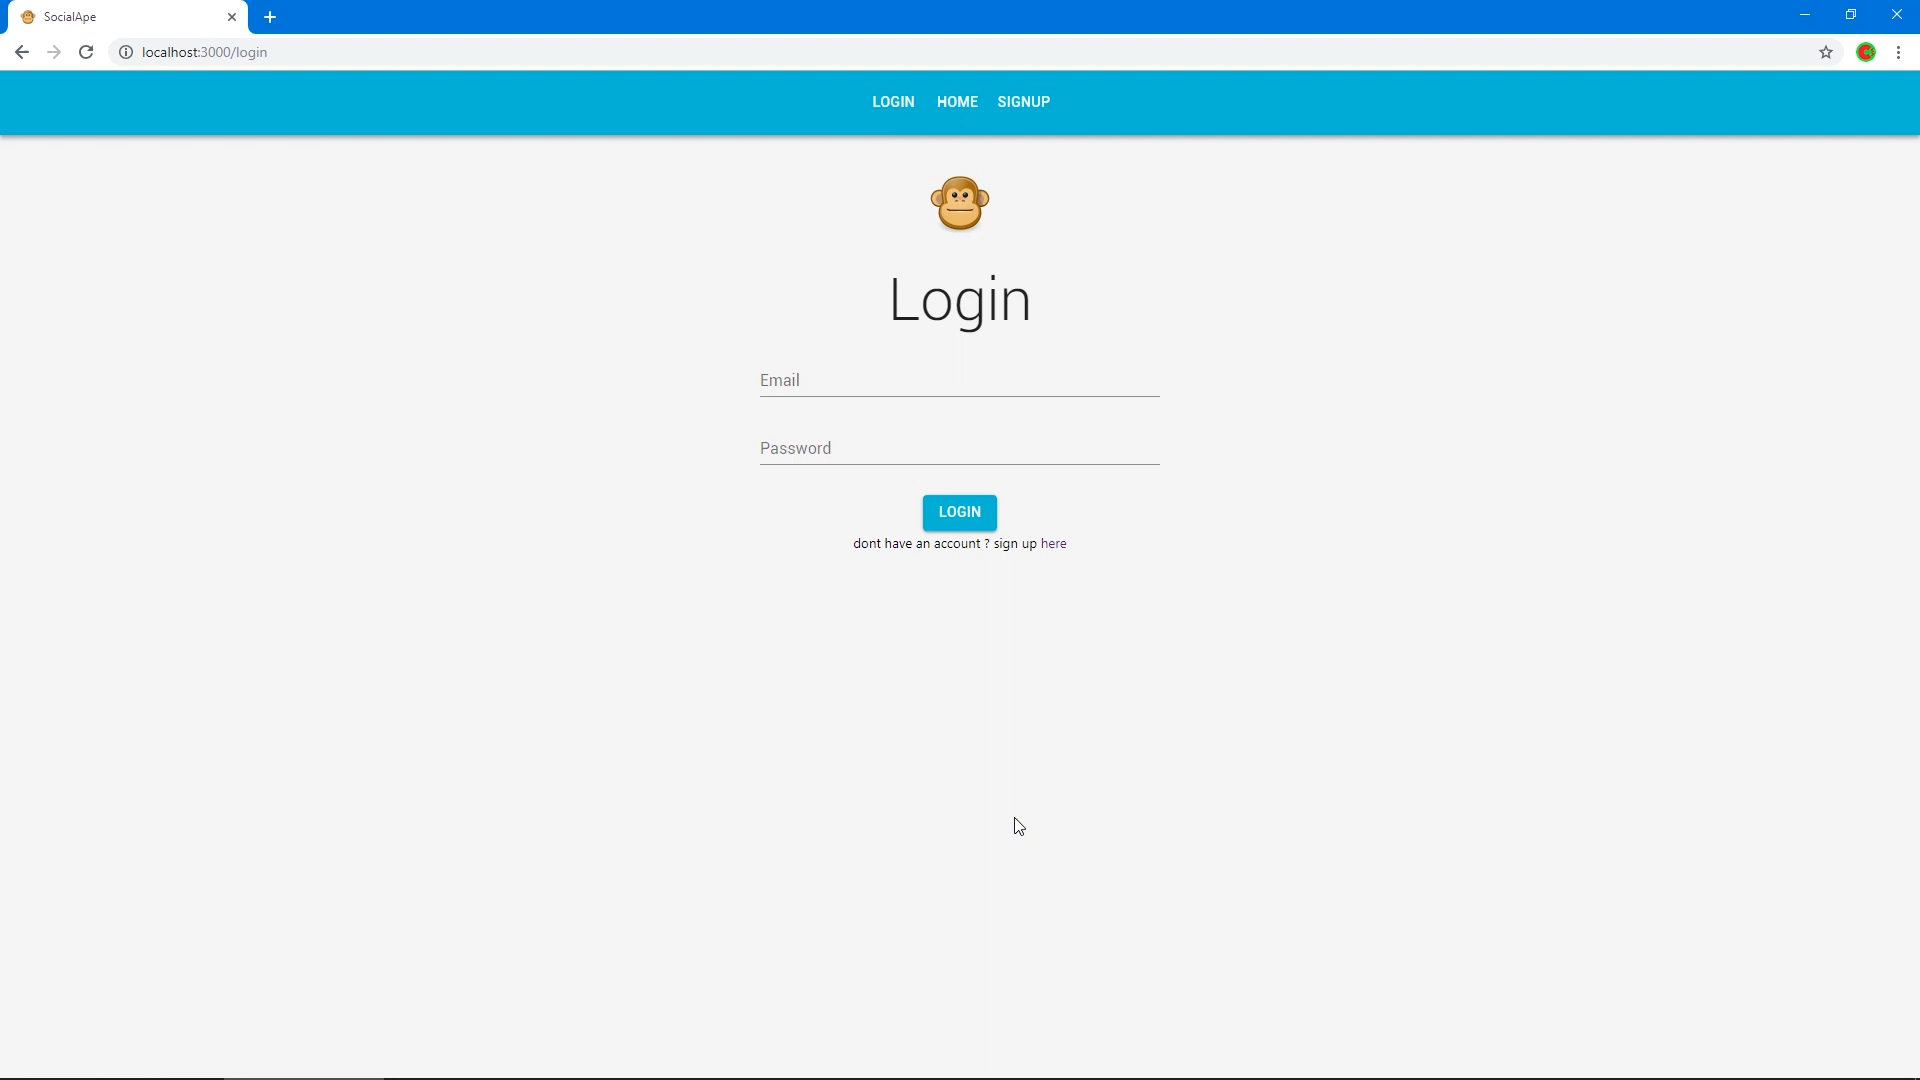 SocialApe
localhost:3000/login
LOGIN HOME SIGNUP
Login
Email
Password
LOGIN
dont have an account ? sign up here